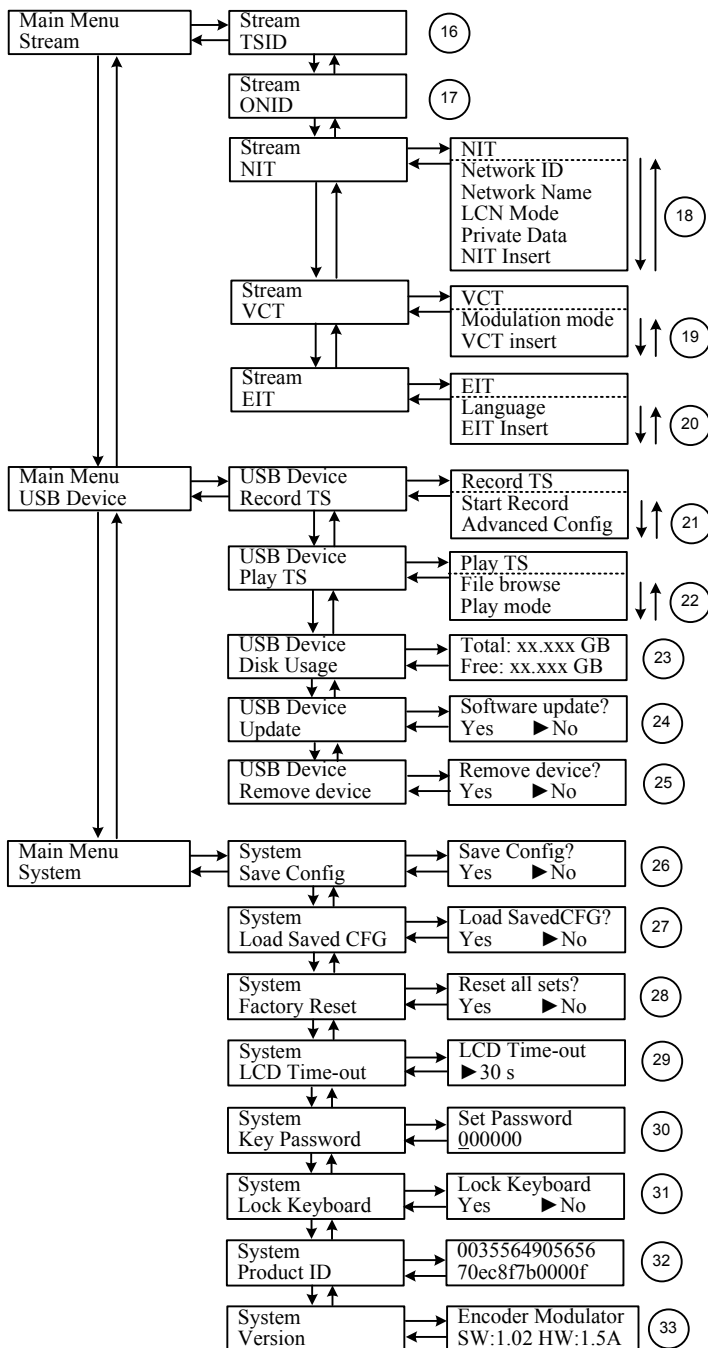 Main Menu
Stream
Stream
TSID
16
Stream
ONID
17
Stream
NIT
NIT
Network ID
Network Name
LCN Mode
Private Data
NIT Insert
18
Stream
VCT
VCT
Modulation mode
VCT insert
19
Stream
EIT
EIT
Language
EIT Insert
20
Main Menu
USB Device
USB Device
Record TS
Record TS
Start Record
Advanced Config
21
USB Device
Play TS
Play TS
File browse
Play mode
22
USB Device
Disk Usage
Total: xx.xxx GB
Free: xx.xxx GB
23
USB Device
Update
Software update?
Yes ►No
24
USB Device
Remove device
Remove device?
Yes ►No
25
Main Menu
System
System
Save Config
Save Config?
Yes ►No
26
System
Load Saved CFG
Load SavedCFG?
Yes ►No
27
System
Factory Reset
Reset all sets?
Yes ►No
28
System
LCD Time-out
LCD Time-out
►30 s
29
System
Key Password
Set Password
000000
30
System
Lock Keyboard
Lock Keyboard
Yes ►No
31
System
Product ID
0035564905656
70ec8f7b0000f
32
System
Version
Encoder Modulator
SW:1.02 HW:1.5A
33